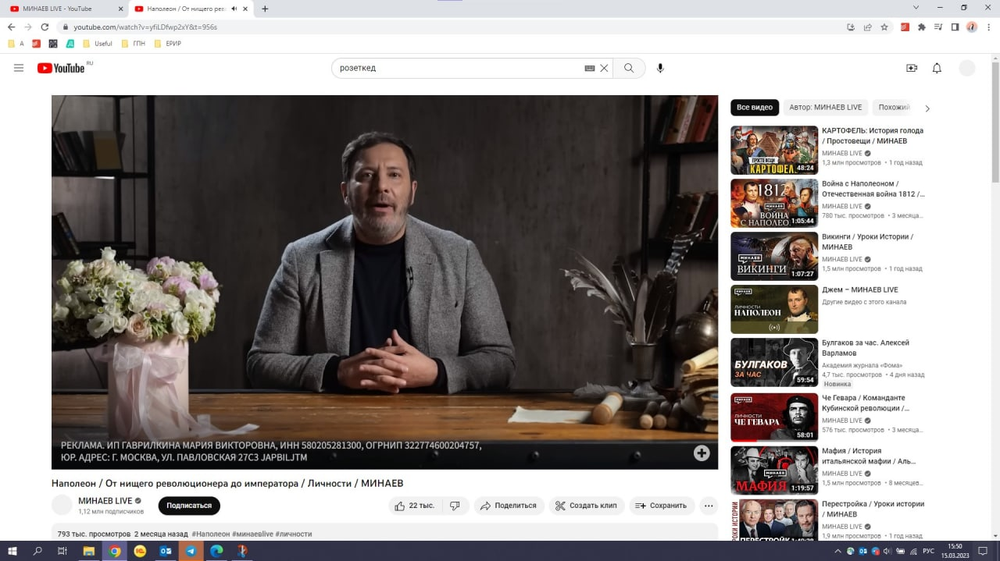 МИНАЕВ LIVE - YouTube
Наполеон / От нищего рев
youtube.com/watch?v=yfiLDfwp2xY&t=956s
A
Useful
ГПН
ЕРИР
YouTube RU
розеткед
РЕКЛАМА. ИП ГАВРИЛКИНА МАРИЯ ВИКТОРОВНА, ИНН 580205281300, ОГРНИП 322774600204757,
ЮР. АДРЕС: Г. МОСКВА, УЛ. ПАВЛОВСКАЯ 27С3 JAPBILJTM
Наполеон / От нищего революционера до императора / Личности / МИНАЕВ
МИНАЕВ LIVE
1,12 млн подписчиков
Подписаться
22 тыс.
Поделиться
Создать клип
Сохранить
793 тыс. просмотров 2 месяца назад #Наполеон #минаевlive #личности
Все видео
Автор: МИНАЕВ LIVE
Похожий
ПРОСТО ВЕЩИ
КАРТОФЕЛ
48:24
КАРТОФЕЛЬ: История голода
/ Простовещи / МИНАЕВ
МИНАЕВ LIVE
1,3 млн просмотров • 1 год назад
1812
МИНАЕВ
ВОЙНА
С НАПОЛЕО
1:05:44
Война с Наполеоном /
Отечественная война 1812 /...
МИНАЕВ LIVE
780 тыс. просмотров • 3 месяца...
МИНАЕВ
ВИКИНГИ
1:07:27
Викинги / Уроки Истории /
МИНАЕВ
МИНАЕВ LIVE
1,5 млн просмотров • 1 год назад
МИНАЕВ
ЛИЧНОСТИ
НАПОЛЕОН
Джем – МИНАЕВ LIVE
Другие видео с этого канала
БУЛГАКОВ
ЗА ЧАС
59:54
Булгаков за час. Алексей
Варламов
Академия журнала «Фома»
4,7 тыс. просмотров • 4 дня назад
Новинка
МИНАЕВ
ЛИЧНОСТИ
ЧЕ ГЕВАРА
58:01
Че Гевара / Команданте
Кубинской революции /...
МИНАЕВ LIVE
576 тыс. просмотров • 3 месяца...
МИНАЕВ
МАФИЯ
1:19:57
Мафия / История
итальянской мафии / Аль...
МИНАЕВ LIVE
1,5 млн просмотров • 8 месяцев...
РОКИ ИСТОРИИ
ПЕРЕСТРОЙК
1:40:28
Перестройка / Уроки истории
/ МИНАЕВ
МИНАЕВ LIVE
1,9 млн просмотров • 1 год назад
РУС
15:50
15.03.2023